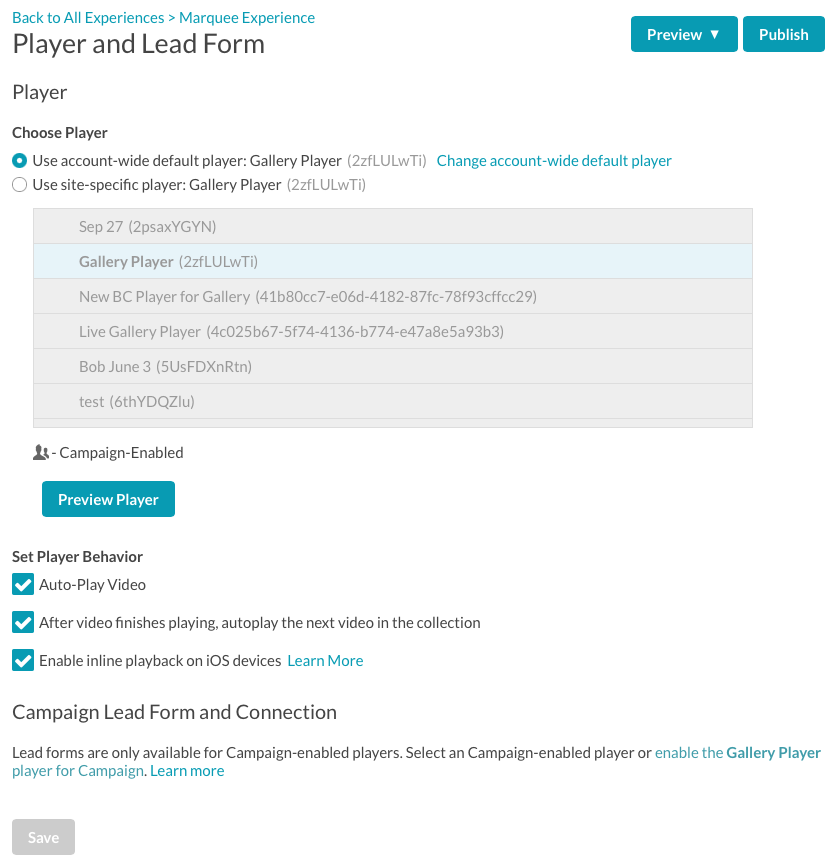 Back to All Experiences > Marquee Experience
Player and Lead Form
Preview ▼
Publish
Player
Choose Player
Use account-wide default player: Gallery Player (2zfLULwTi) Change account-wide default player
Use site-specific player: Gallery Player (2zfLULwTi)
Sep 27 (2psaxYGYN)
Gallery Player (2zfLULwTi)
New BC Player for Gallery (41b80cc7-e06d-4182-87fc-78f93cffcc29)
Live Gallery Player (4c025b67-5f74-4136-b774-e47a8e5a93b3)
Bob June 3 (5UsFDXnRtn)
test (6thYDQZlu)
- Campaign-Enabled
Preview Player
Set Player Behavior
Auto-Play Video
After video finishes playing, autoplay the next video in the collection
Enable inline playback on iOS devices Learn More
Campaign Lead Form and Connection
Lead forms are only available for Campaign-enabled players. Select an Campaign-enabled player or enable the Gallery Player
player for Campaign. Learn more
Save